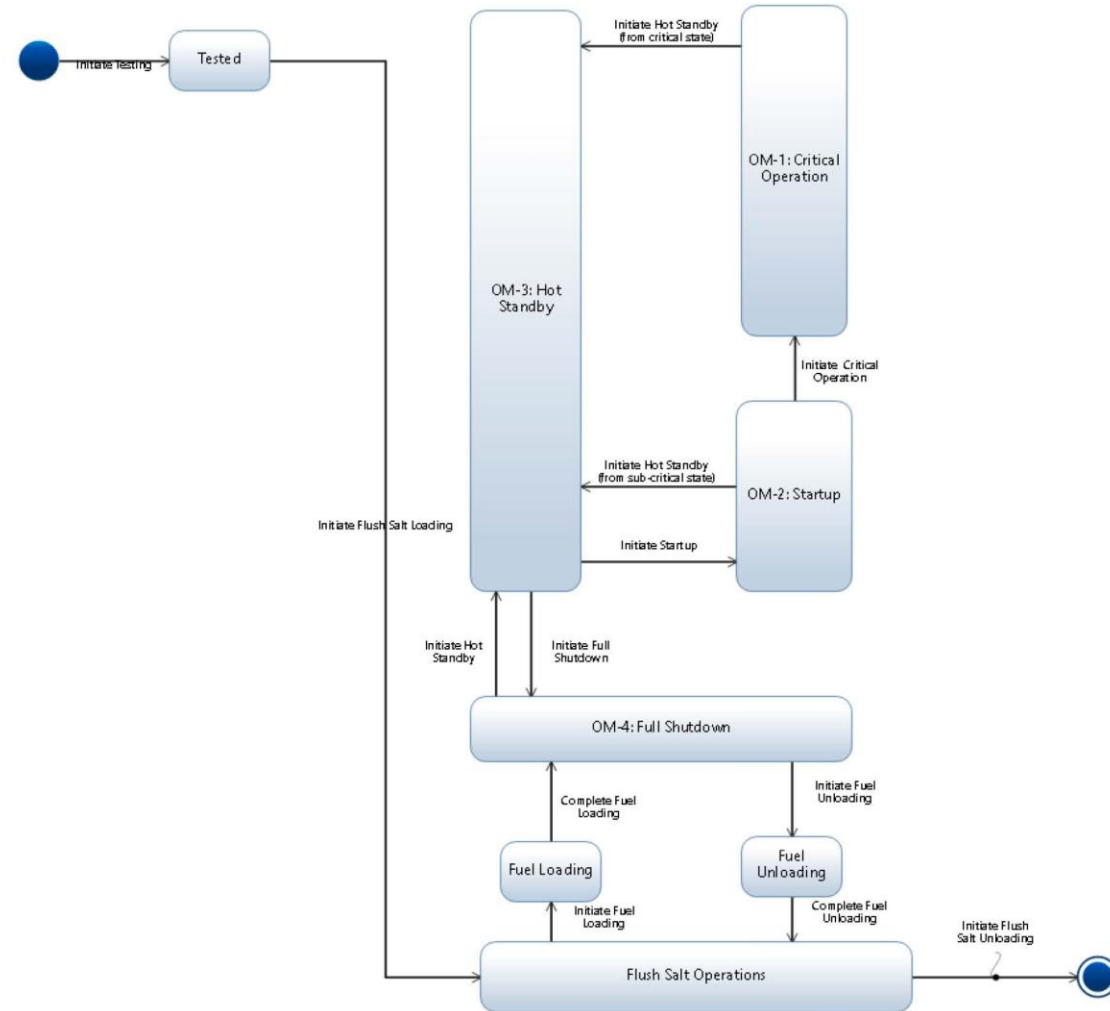 Initiate Testing
Tested
Initiate Hot Standby
(from critical state)
OM-1: Critical
Operation
OM-3: Hot
Standby
Initiate Critical
Operation
Initiate Hot Standby
(from sub-critical state)
OM-2: Startup
Initiate Flush Salt Loading
Initiate Startup
Initiate Hot
Standby
Initiate Full
Shutdown
OM-4: Full Shutdown
Initiate Fuel
Unloading
Complete Fuel
Loading
Fuel Loading
Fuel
Unloading
Initiate Fuel
Loading
Complete Fuel
Unloading
Initiate Flush
Salt Unloading
Flush Salt Operations